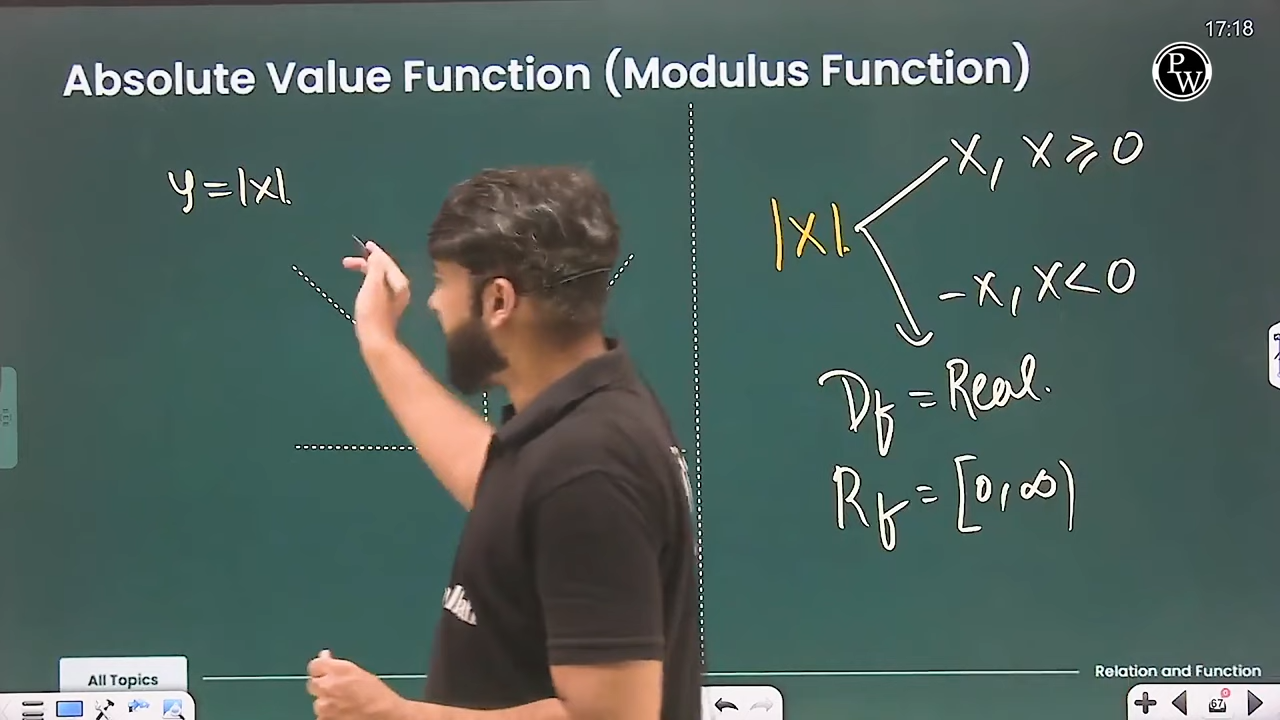 17:18
Absolute Value Function (Modulus Function)
PW
y=|x|.
|x|.
x, x ⩾ 0
-x, x < 0
Df = Real.
Rf = [0, ∞)
All Topics
Relation and Function
67